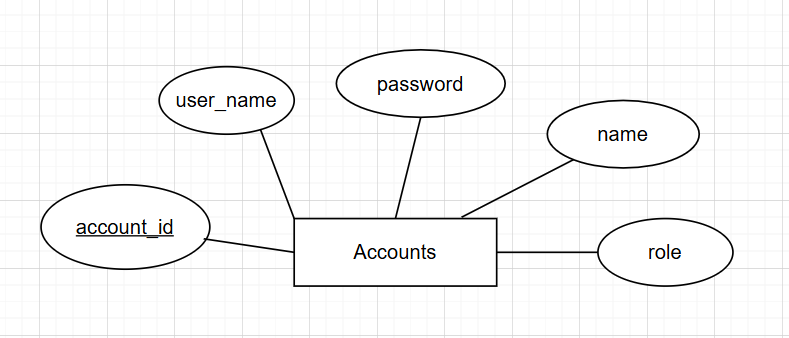 password
user_name
name
account_id
Accounts
role